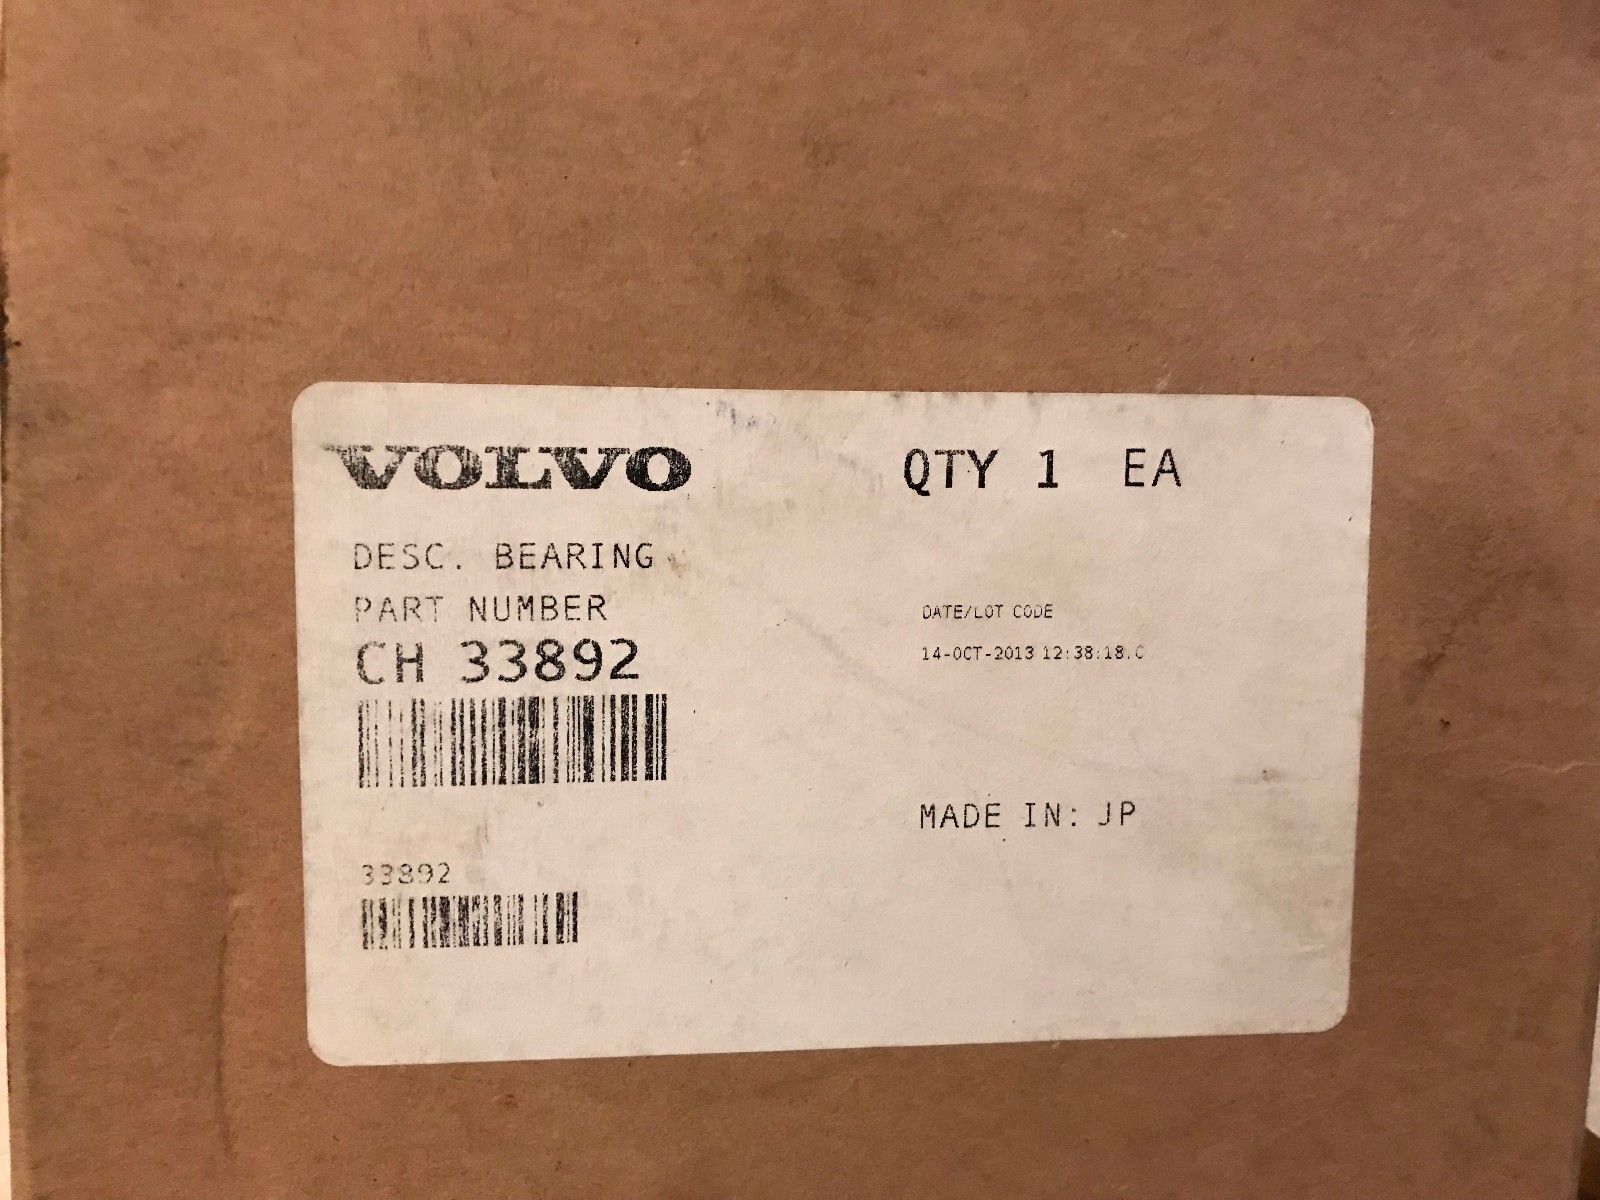 VOLVO
QTY 1 EA
DESC. BEARING
PART NUMBER
CH 33892
DATE/LOT CODE
14-OCT-2013 12:38:18.C
MADE IN: JP
33892